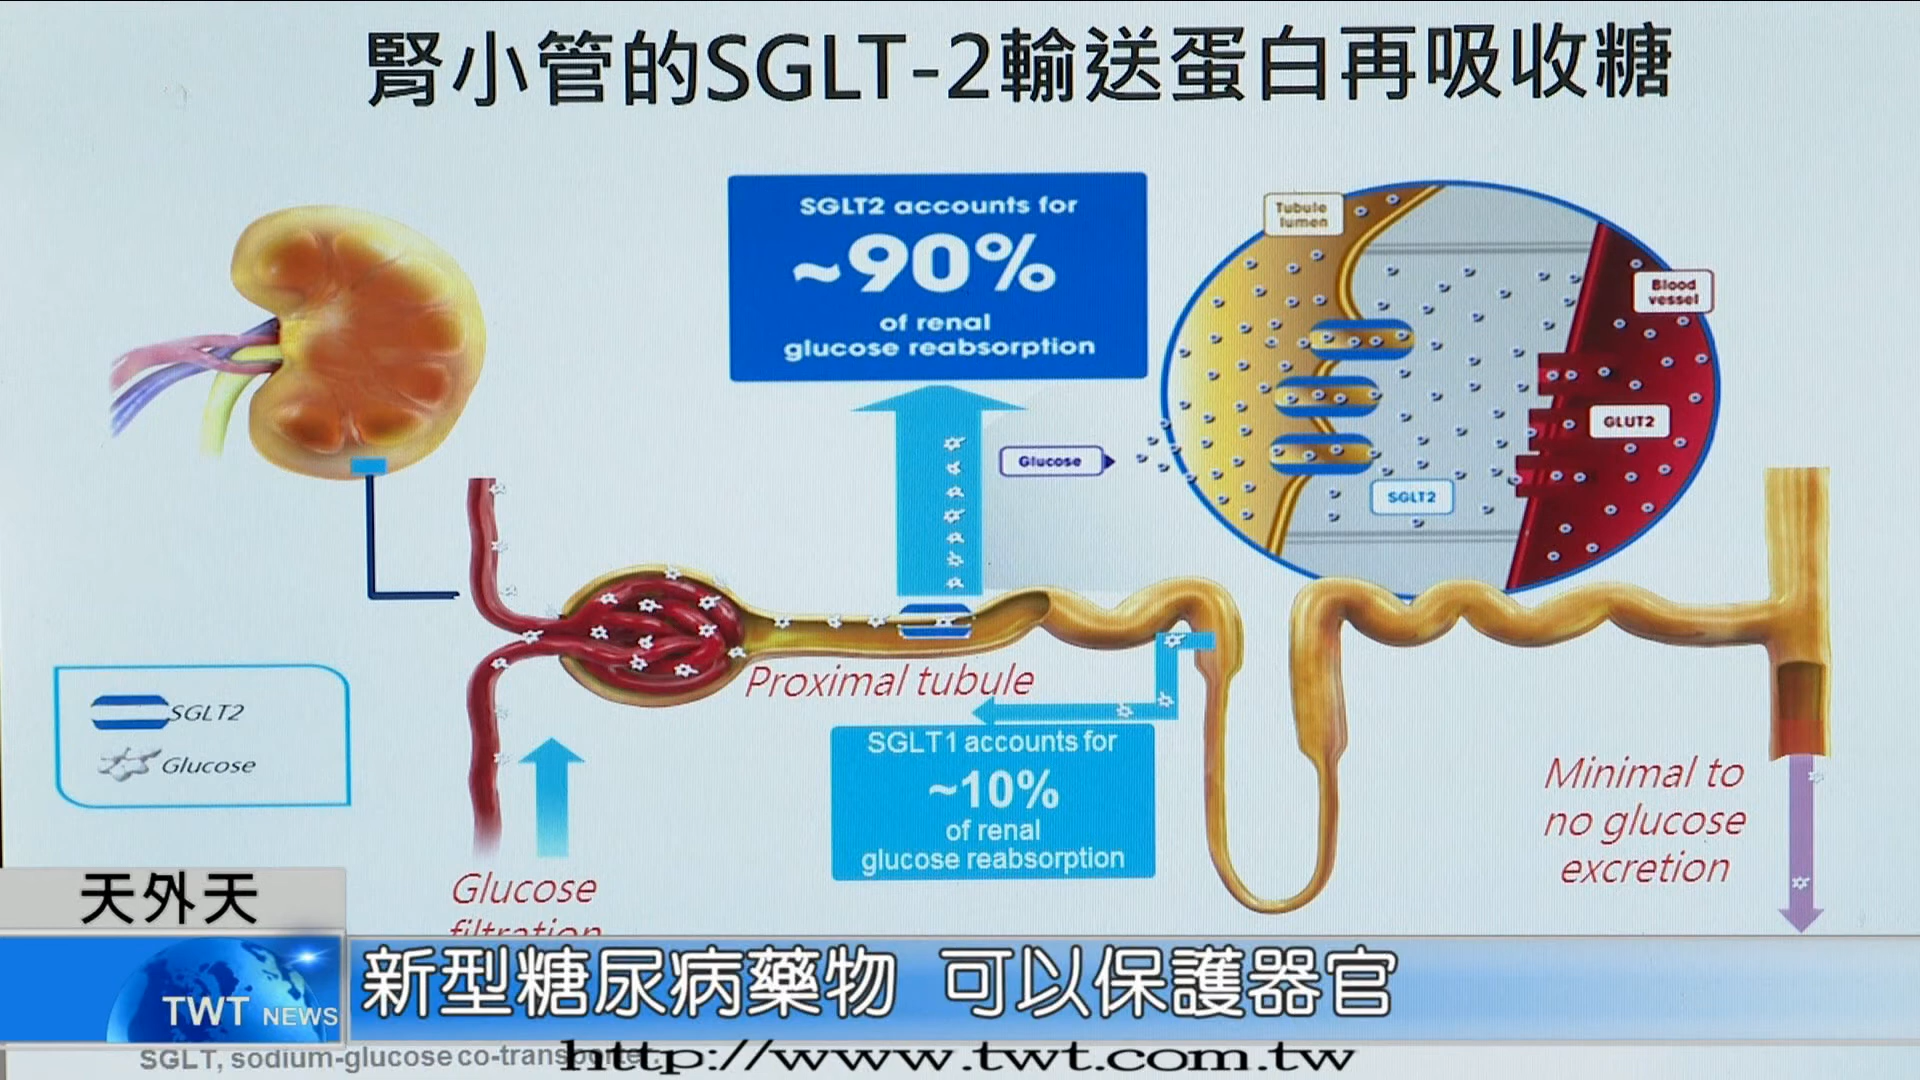 腎小管的SGLT-2輸送蛋白再吸收糖
SGLT2 accounts for
~90%
of renal
glucose reabsorption
Tubule
lumen
Blood
vessel
GLUT2
Glucose
SGLT2
Proximal tubule
SGLT2
Glucose
SGLT1 accounts for
~10%
of renal
glucose reabsorption
Minimal to
no glucose
excretion
Glucose
filtration
天外天
TWT NEWS
新型糖尿病藥物 可以保護器官
SGLT, sodium-glucose co-transporte
http://www.twt.com.tw